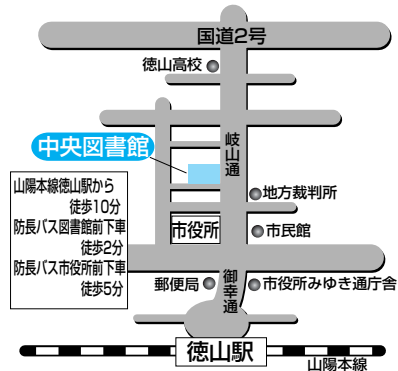 国道2号
徳山高校
岐山通
中央図書館
山陽本線徳山駅から
徒歩10分
防長バス図書館前下車
徒歩2分
防長バス市役所前下車
徒歩5分
地方裁判所
市役所
市民館
郵便局
御幸通
市役所みゆき通庁舎
徳山駅
山陽本線